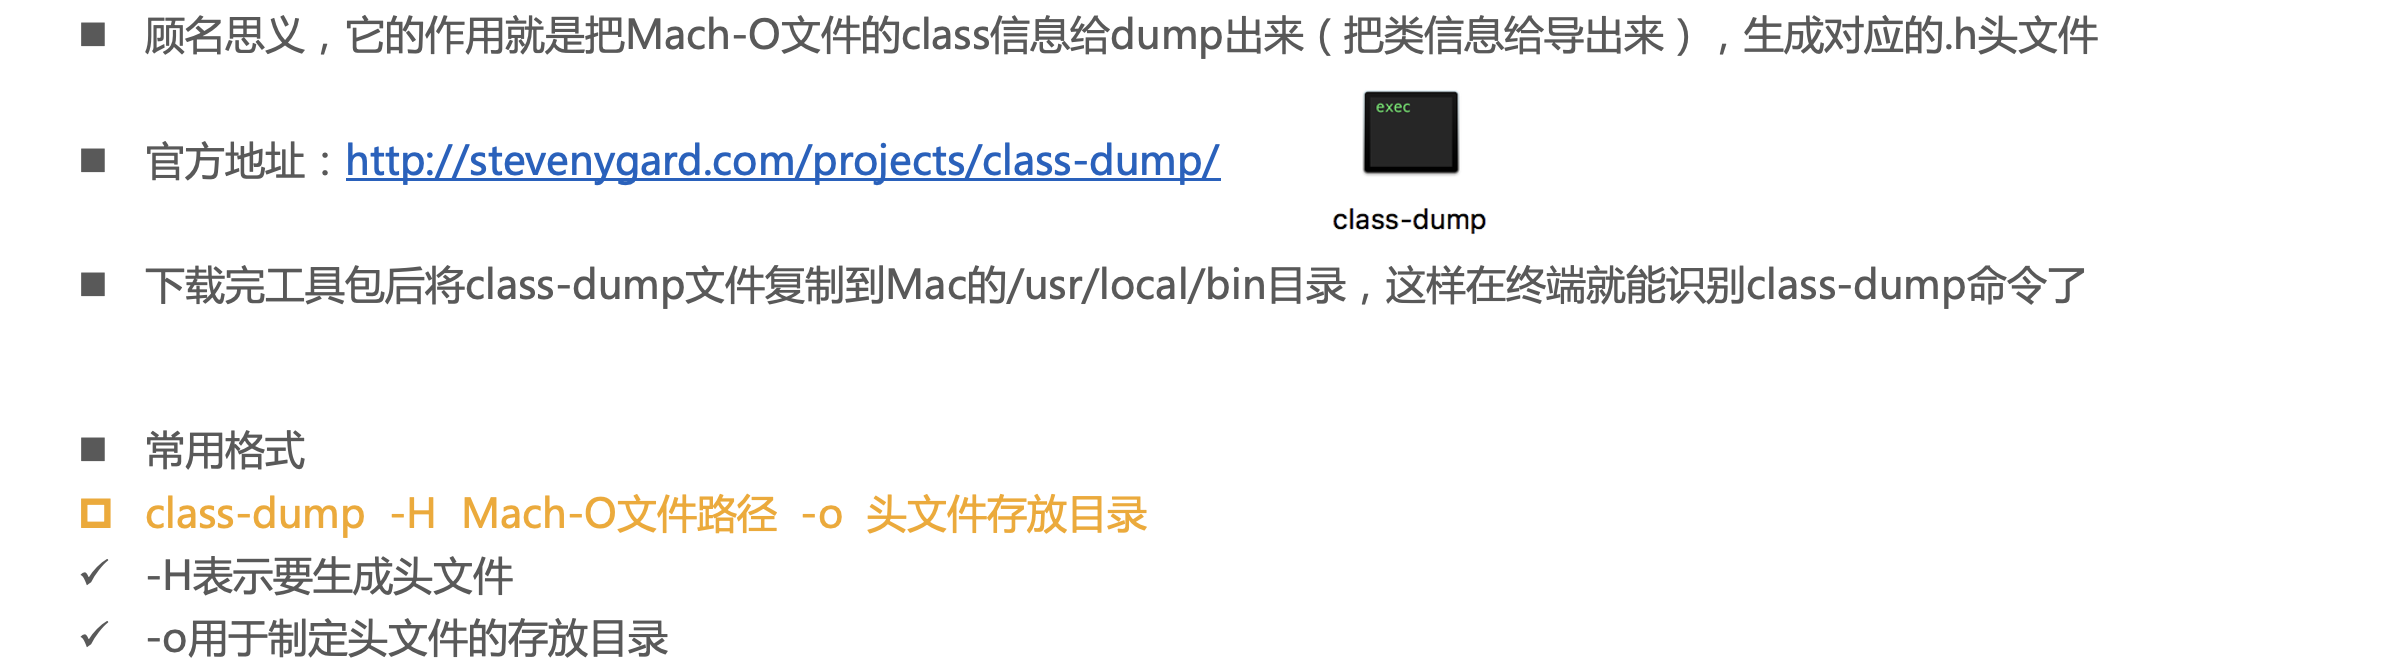 顾名思义，它的作用就是把Mach-O文件的class信息给dump出来（把类信息给导出来），生成对应的.h头文件
exec
官方地址：http://stevenygard.com/projects/class-dump/
class-dump
下载完工具包后将class-dump文件复制到Mac的/usr/local/bin目录，这样在终端就能识别class-dump命令了
常用格式
class-dump -H Mach-O文件路径 -o 头文件存放目录
-H表示要生成头文件
-o用于制定头文件的存放目录